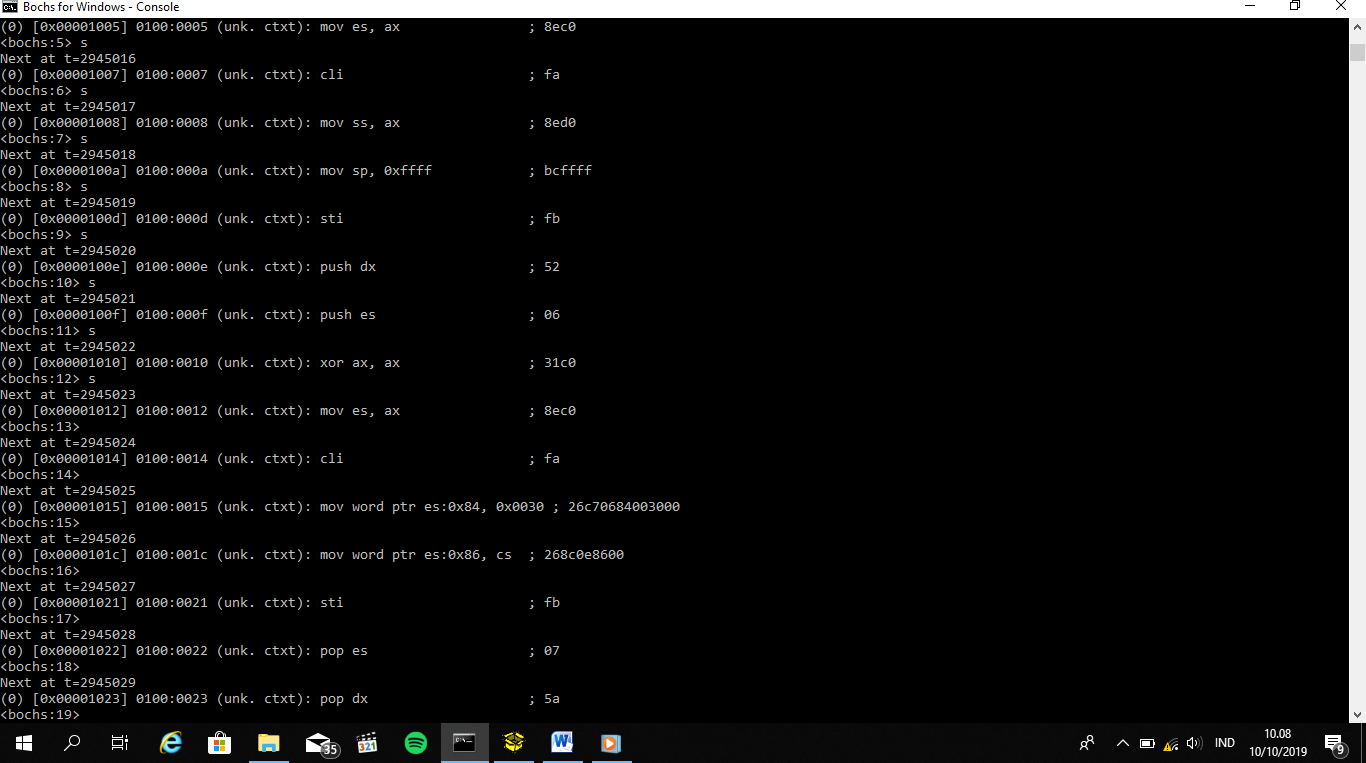 Bochs for Windows - Console
(0) [0x00001005] 0100:0005 (unk. ctxt): mov es, ax                ; 8ec0
<bochs:5> s
Next at t=2945016
(0) [0x00001007] 0100:0007 (unk. ctxt): cli                       ; fa
<bochs:6> s
Next at t=2945017
(0) [0x00001008] 0100:0008 (unk. ctxt): mov ss, ax                ; 8ed0
<bochs:7> s
Next at t=2945018
(0) [0x0000100a] 0100:000a (unk. ctxt): mov sp, 0xffff            ; bcffff
<bochs:8> s
Next at t=2945019
(0) [0x0000100d] 0100:000d (unk. ctxt): sti                       ; fb
<bochs:9> s
Next at t=2945020
(0) [0x0000100e] 0100:000e (unk. ctxt): push dx                   ; 52
<bochs:10> s
Next at t=2945021
(0) [0x0000100f] 0100:000f (unk. ctxt): push es                   ; 06
<bochs:11> s
Next at t=2945022
(0) [0x00001010] 0100:0010 (unk. ctxt): xor ax, ax                ; 31c0
<bochs:12> s
Next at t=2945023
(0) [0x00001012] 0100:0012 (unk. ctxt): mov es, ax                ; 8ec0
<bochs:13>
Next at t=2945024
(0) [0x00001014] 0100:0014 (unk. ctxt): cli                       ; fa
<bochs:14>
Next at t=2945025
(0) [0x00001015] 0100:0015 (unk. ctxt): mov word ptr es:0x84, 0x0030 ; 26c70684003000
<bochs:15>
Next at t=2945026
(0) [0x0000101c] 0100:001c (unk. ctxt): mov word ptr es:0x86, cs  ; 268c0e8600
<bochs:16>
Next at t=2945027
(0) [0x00001021] 0100:0021 (unk. ctxt): sti                       ; fb
<bochs:17>
Next at t=2945028
(0) [0x00001022] 0100:0022 (unk. ctxt): pop es                    ; 07
<bochs:18>
Next at t=2945029
(0) [0x00001023] 0100:0023 (unk. ctxt): pop dx                    ; 5a
<bochs:19>
35
321
IND
10.08
10/10/2019
9